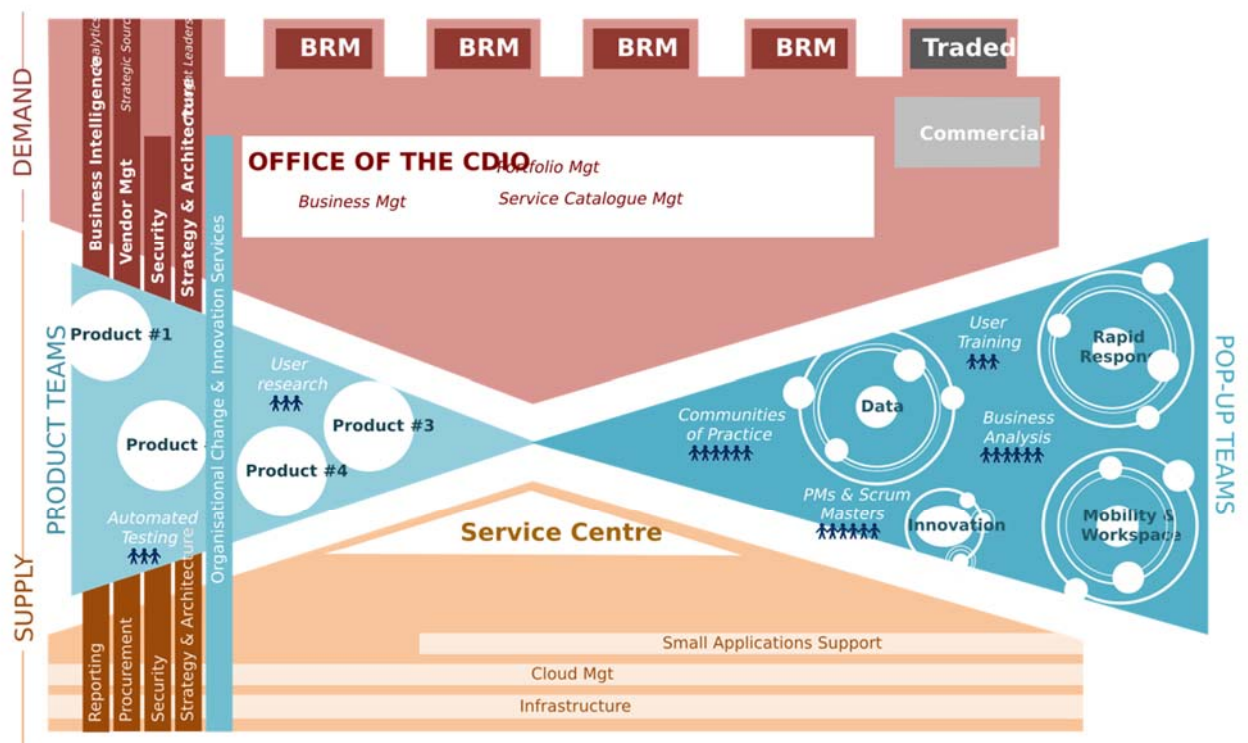 BRM
BRM
BRM
BRM
Traded
Commercial
DEMAND
Business Intelligence
Vendor Mgt
Strategic Sour
Security
Strategy & Architecture
Organisational Change & Innovation Services
OFFICE OF THE CDIO
Portfolio Mgt
Business Mgt
Service Catalogue Mgt
PRODUCT TEAMS
Product #1
Product
User
research
Product #3
Product #4
Automated
Testing
Communities
of Practice
User
Training
Data
Business
Analysis
Rapid
PMs & Scrum
Masters
Innovation
Mobility &
Workspace
POP-UP TEAMS
SUPPLY
Service Centre
Small Applications Support
Cloud Mgt
Infrastructure
Reporting
Procurement
Security
Strategy & Architecture